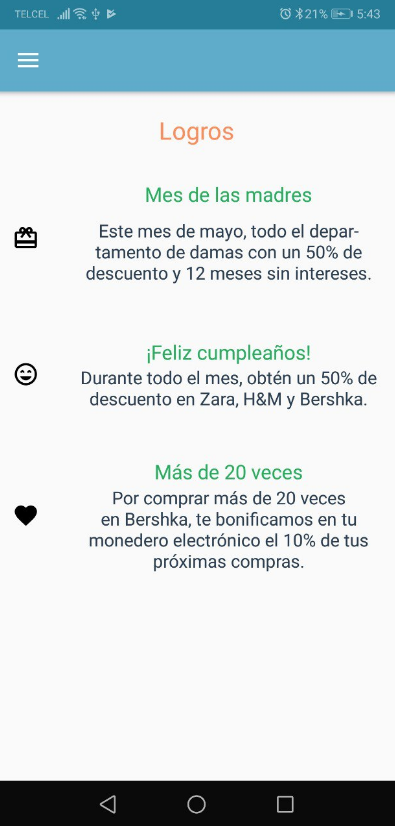 TELCEL 21% 5:43
Logros
Mes de las madres
Este mes de mayo, todo el depar-
tamento de damas con un 50% de
descuento y 12 meses sin intereses.
¡Feliz cumpleaños!
Durante todo el mes, obtén un 50% de
descuento en Zara, H&M y Bershka.
Más de 20 veces
Por comprar más de 20 veces
en Bershka, te bonificamos en tu
monedero electrónico el 10% de tus
próximas compras.